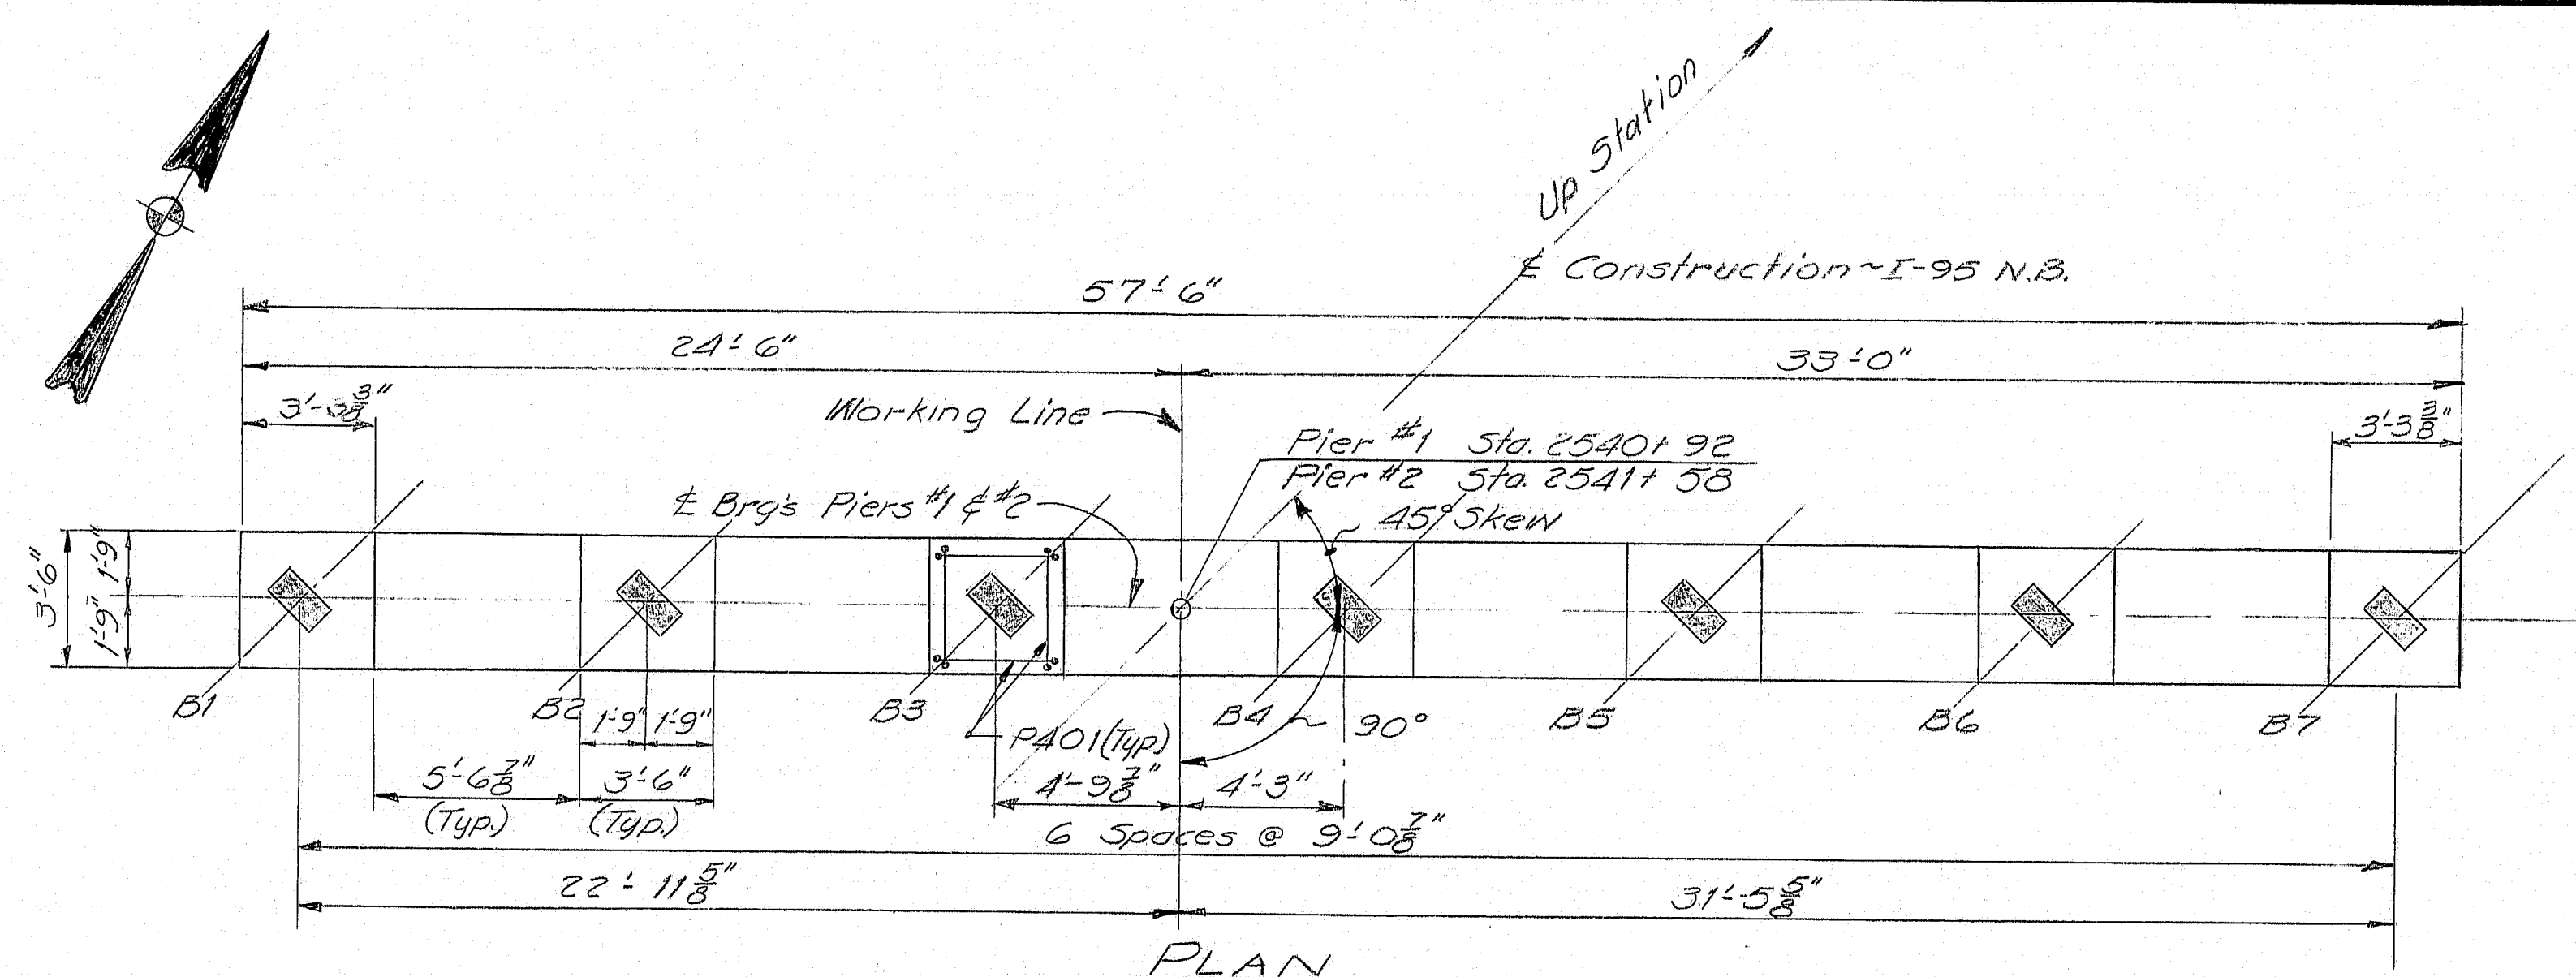 Up Station
℄ Construction ~ I-95 N.B.
57'-6"
24'-6"
33'-0"
3'-3 3/8"
Working Line
3'-3 3/8"
Pier #1 Sta. 2540+92
Pier #2 Sta. 2541+58
℄ Brg's Piers #1 & #2
45° Skew
3'-6"
1'-9"
1'-9"
B1
B2
B3
B4
90°
B5
B6
B7
1'-9"
1'-9"
P401 (Typ.)
5'-6 7/8"
(Typ.)
3'-6"
(Typ.)
4'-9 7/8"
4'-3"
6 Spaces @ 9'-0 7/8"
22'-11 5/8"
31'-5 5/8"
PLAN